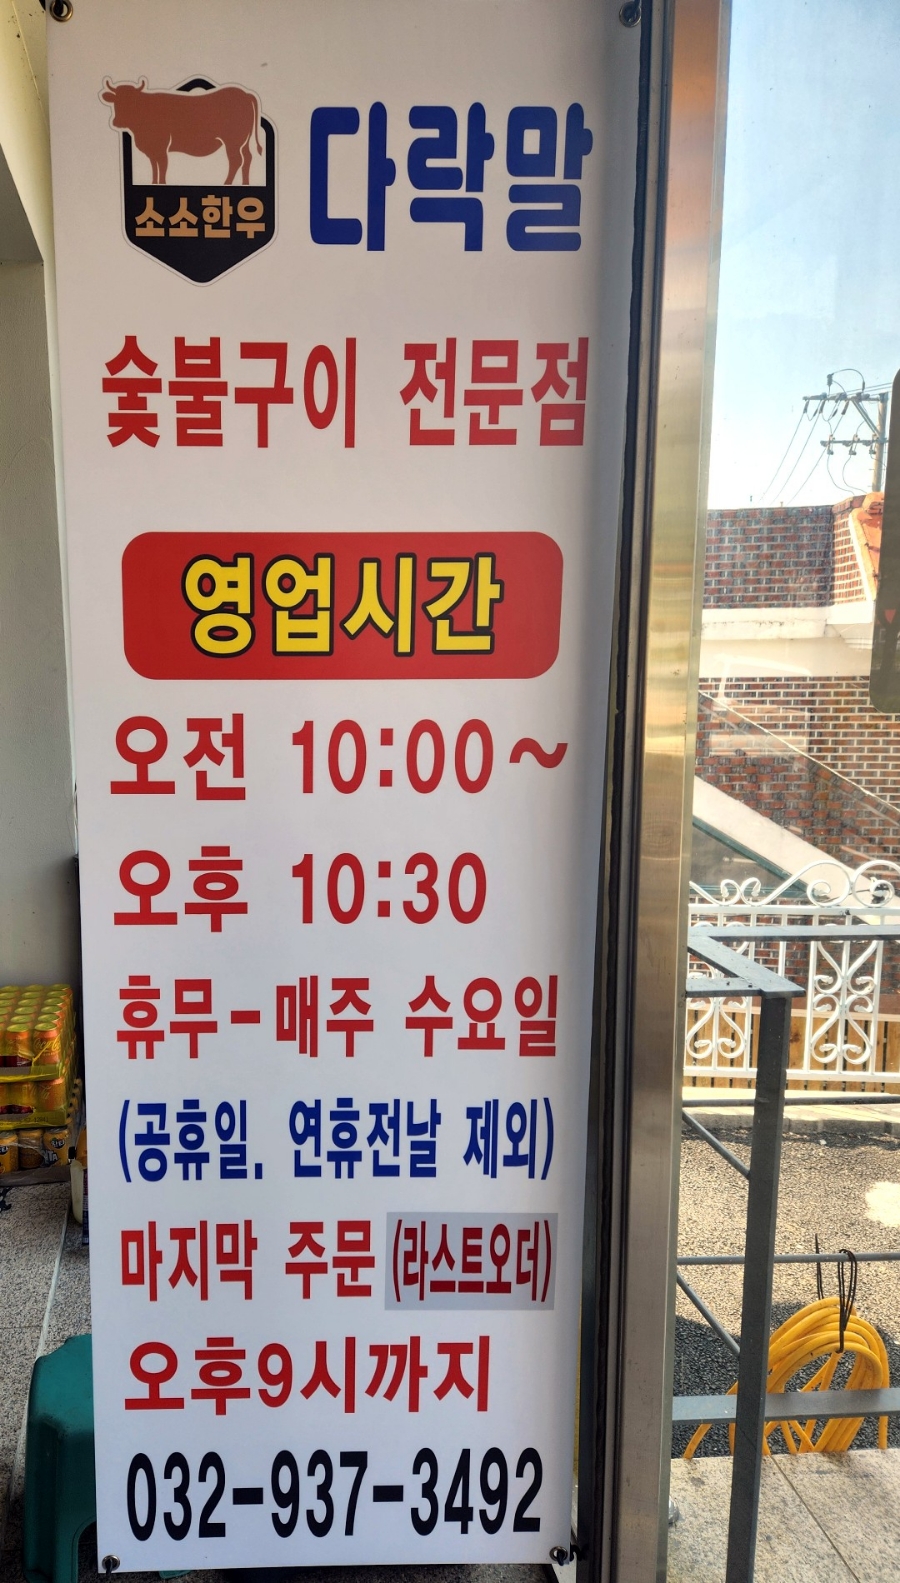 소소한우
다락말
숯불구이 전문점
영업시간
오전 10:00~
오후 10:30
휴무-매주 수요일
(공휴일. 연휴전날 제외)
마지막 주문(라스트오더)
오후9시까지
032-937-3492